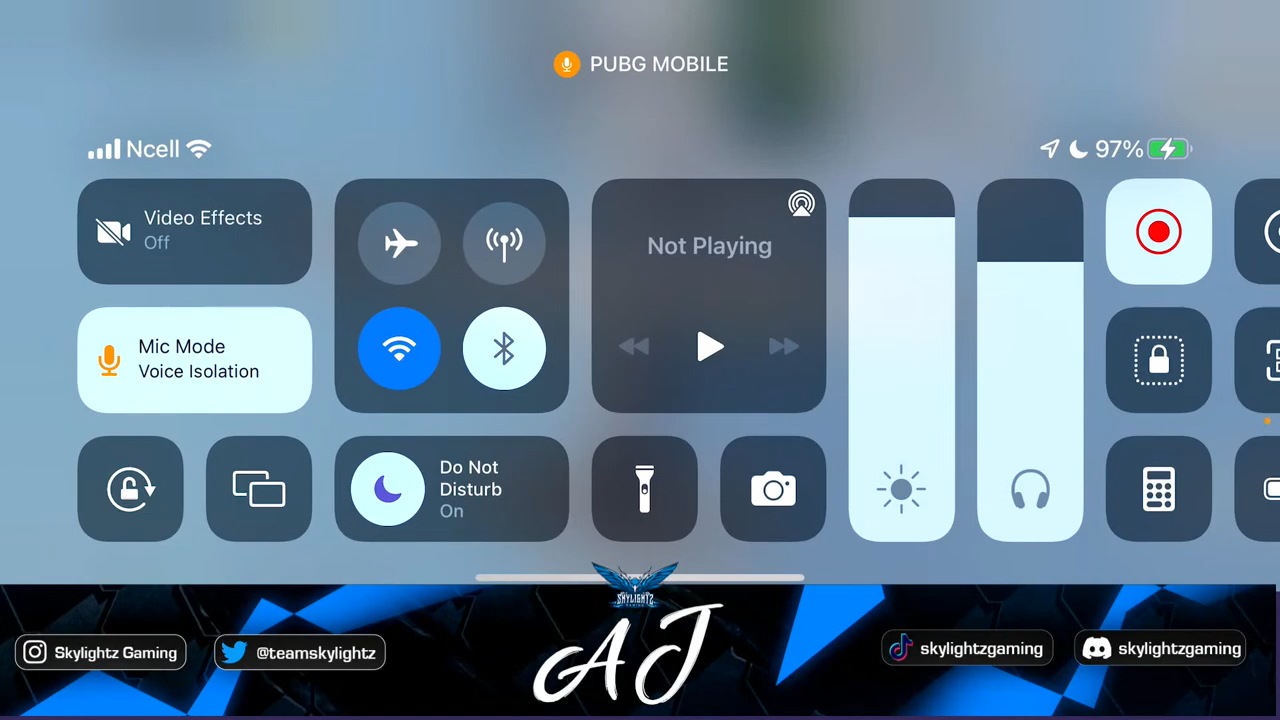 PUBG MOBILE
Ncell
97%
Video Effects
Off
Mic Mode
Voice Isolation
Not Playing
Do Not
Disturb
On
SKYLIGHTZ
AJ
Skylightz Gaming
@teamskylightz
skylightzgaming
skylightzgaming